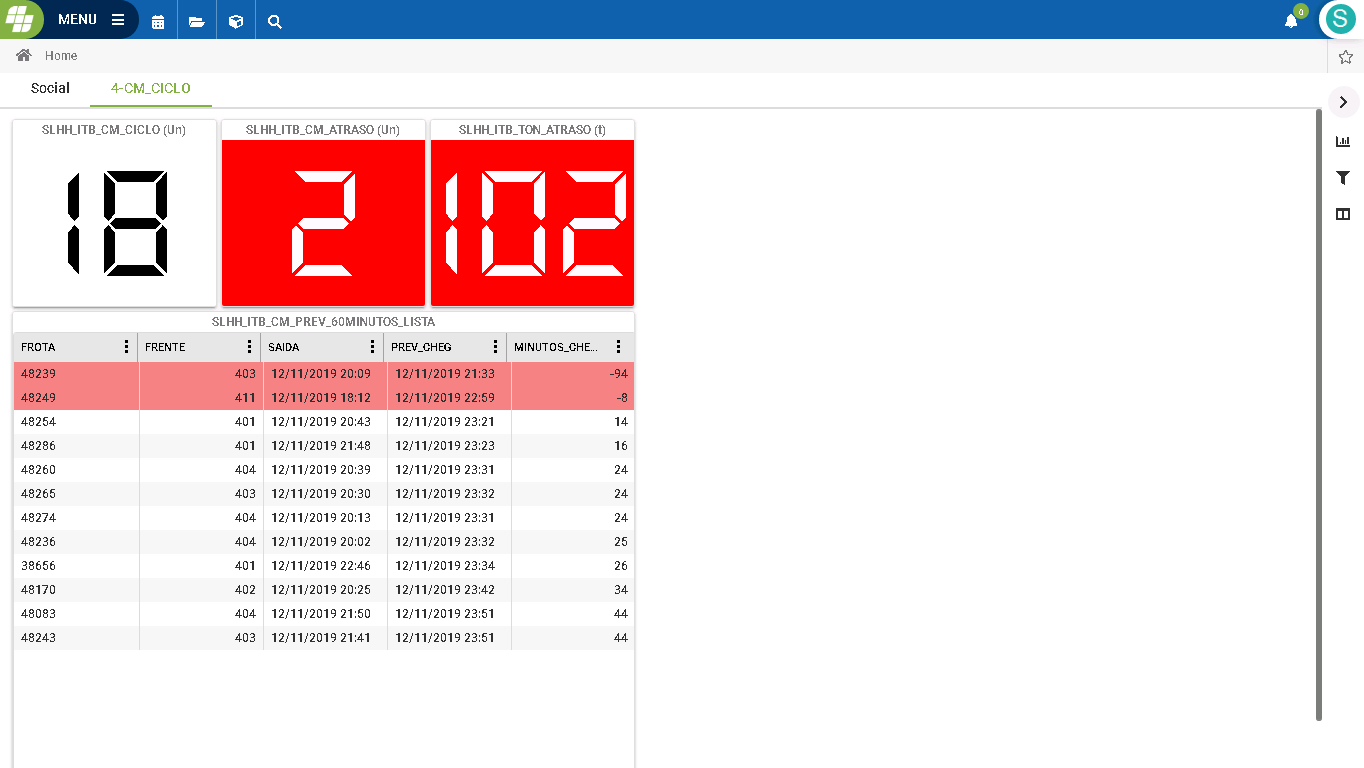 MENU
0
S
Home
Social 4-CM_CICLO
SLHH_ITB_CM_CICLO (Un) SLHH_ITB_CM_ATRASO (Un) SLHH_ITB_TON_ATRASO (t)
18 2 102
SLHH_ITB_CM_PREV_60MINUTOS_LISTA
FROTA FRENTE SAIDA PREV_CHEG MINUTOS_CHE...
48239 403 12/11/2019 20:09 12/11/2019 21:33 -94
48249 411 12/11/2019 18:12 12/11/2019 22:59 -8
48254 401 12/11/2019 20:43 12/11/2019 23:21 14
48286 401 12/11/2019 21:48 12/11/2019 23:23 16
48260 404 12/11/2019 20:39 12/11/2019 23:31 24
48265 403 12/11/2019 20:30 12/11/2019 23:32 24
48274 404 12/11/2019 20:13 12/11/2019 23:31 24
48236 404 12/11/2019 20:02 12/11/2019 23:32 25
38656 401 12/11/2019 22:46 12/11/2019 23:34 26
48170 402 12/11/2019 20:25 12/11/2019 23:42 34
48083 404 12/11/2019 21:50 12/11/2019 23:51 44
48243 403 12/11/2019 21:41 12/11/2019 23:51 44